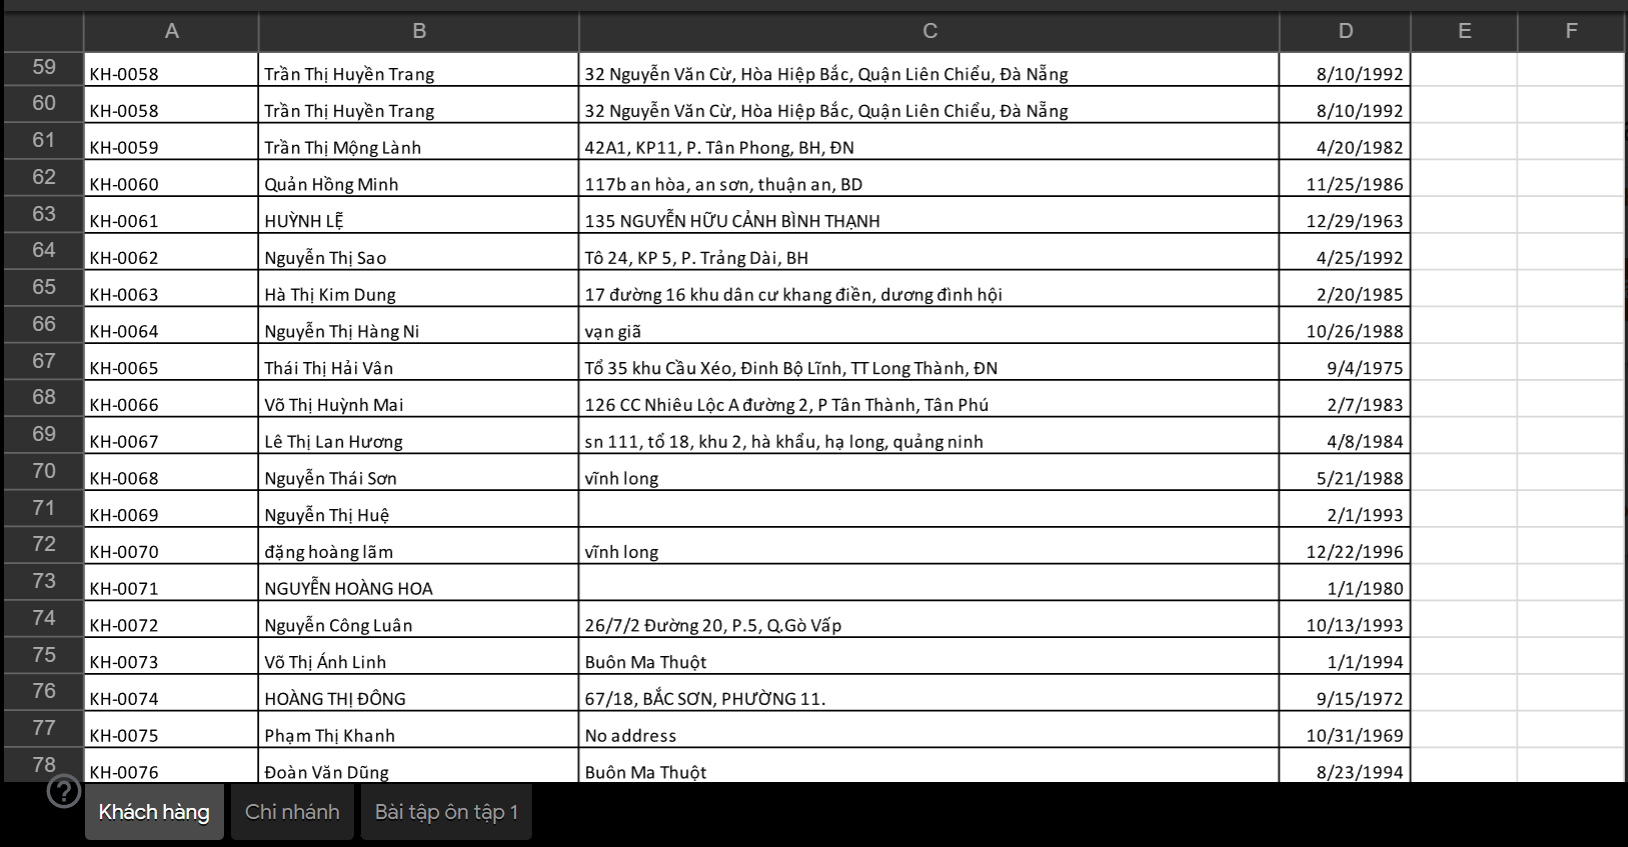 A B C D E F
59 KH-0058 Trần Thị Huyền Trang 32 Nguyễn Văn Cừ, Hòa Hiệp Bắc, Quận Liên Chiểu, Đà Nẵng 8/10/1992
60 KH-0058 Trần Thị Huyền Trang 32 Nguyễn Văn Cừ, Hòa Hiệp Bắc, Quận Liên Chiểu, Đà Nẵng 8/10/1992
61 KH-0059 Trần Thị Mộng Lành 42A1, KP11, P. Tân Phong, BH, ĐN 4/20/1982
62 KH-0060 Quản Hồng Minh 117b an hòa, an sơn, thuận an, BD 11/25/1986
63 KH-0061 HUỲNH LỆ̃ 135 NGUYỄN HỮU CẢNH BÌNH THẠNH 12/29/1963
64 KH-0062 Nguyễn Thị Sao Tô 24, KP 5, P. Trảng Dài, BH 4/25/1992
65 KH-0063 Hà Thị Kim Dung 17 đường 16 khu dân cư khang điền, dương đình hội 2/20/1985
66 KH-0064 Nguyễn Thị Hàng Ni vạn giã 10/26/1988
67 KH-0065 Thái Thị Hải Vân Tổ 35 khu Cầu Xéo, Đinh Bộ Lĩnh, TT Long Thành, ĐN 9/4/1975
68 KH-0066 Võ Thị Huỳnh Mai 126 CC Nhiêu Lộc A đường 2, P Tân Thành, Tân Phú 2/7/1983
69 KH-0067 Lê Thị Lan Hương sn 111, tổ 18, khu 2, hà khẩu, hạ long, quảng ninh 4/8/1984
70 KH-0068 Nguyễn Thái Sơn vĩnh long 5/21/1988
71 KH-0069 Nguyễn Thị Huệ 2/1/1993
72 KH-0070 đặng hoàng lãm vĩnh long 12/22/1996
73 KH-0071 NGUYỄN HOÀNG HOA 1/1/1980
74 KH-0072 Nguyễn Công Luân 26/7/2 Đường 20, P.5, Q.Gò Vấp 10/13/1993
75 KH-0073 Võ Thị Ánh Linh Buôn Ma Thuột 1/1/1994
76 KH-0074 HOÀNG THỊ ĐÔNG 67/18, BẮC SƠN, PHƯỜNG 11. 9/15/1972
77 KH-0075 Phạm Thị Khanh No address 10/31/1969
78 KH-0076 Đoàn Văn Dũng Buôn Ma Thuột 8/23/1994
?
Khách hàng Chi nhánh Bài tập ôn tập 1